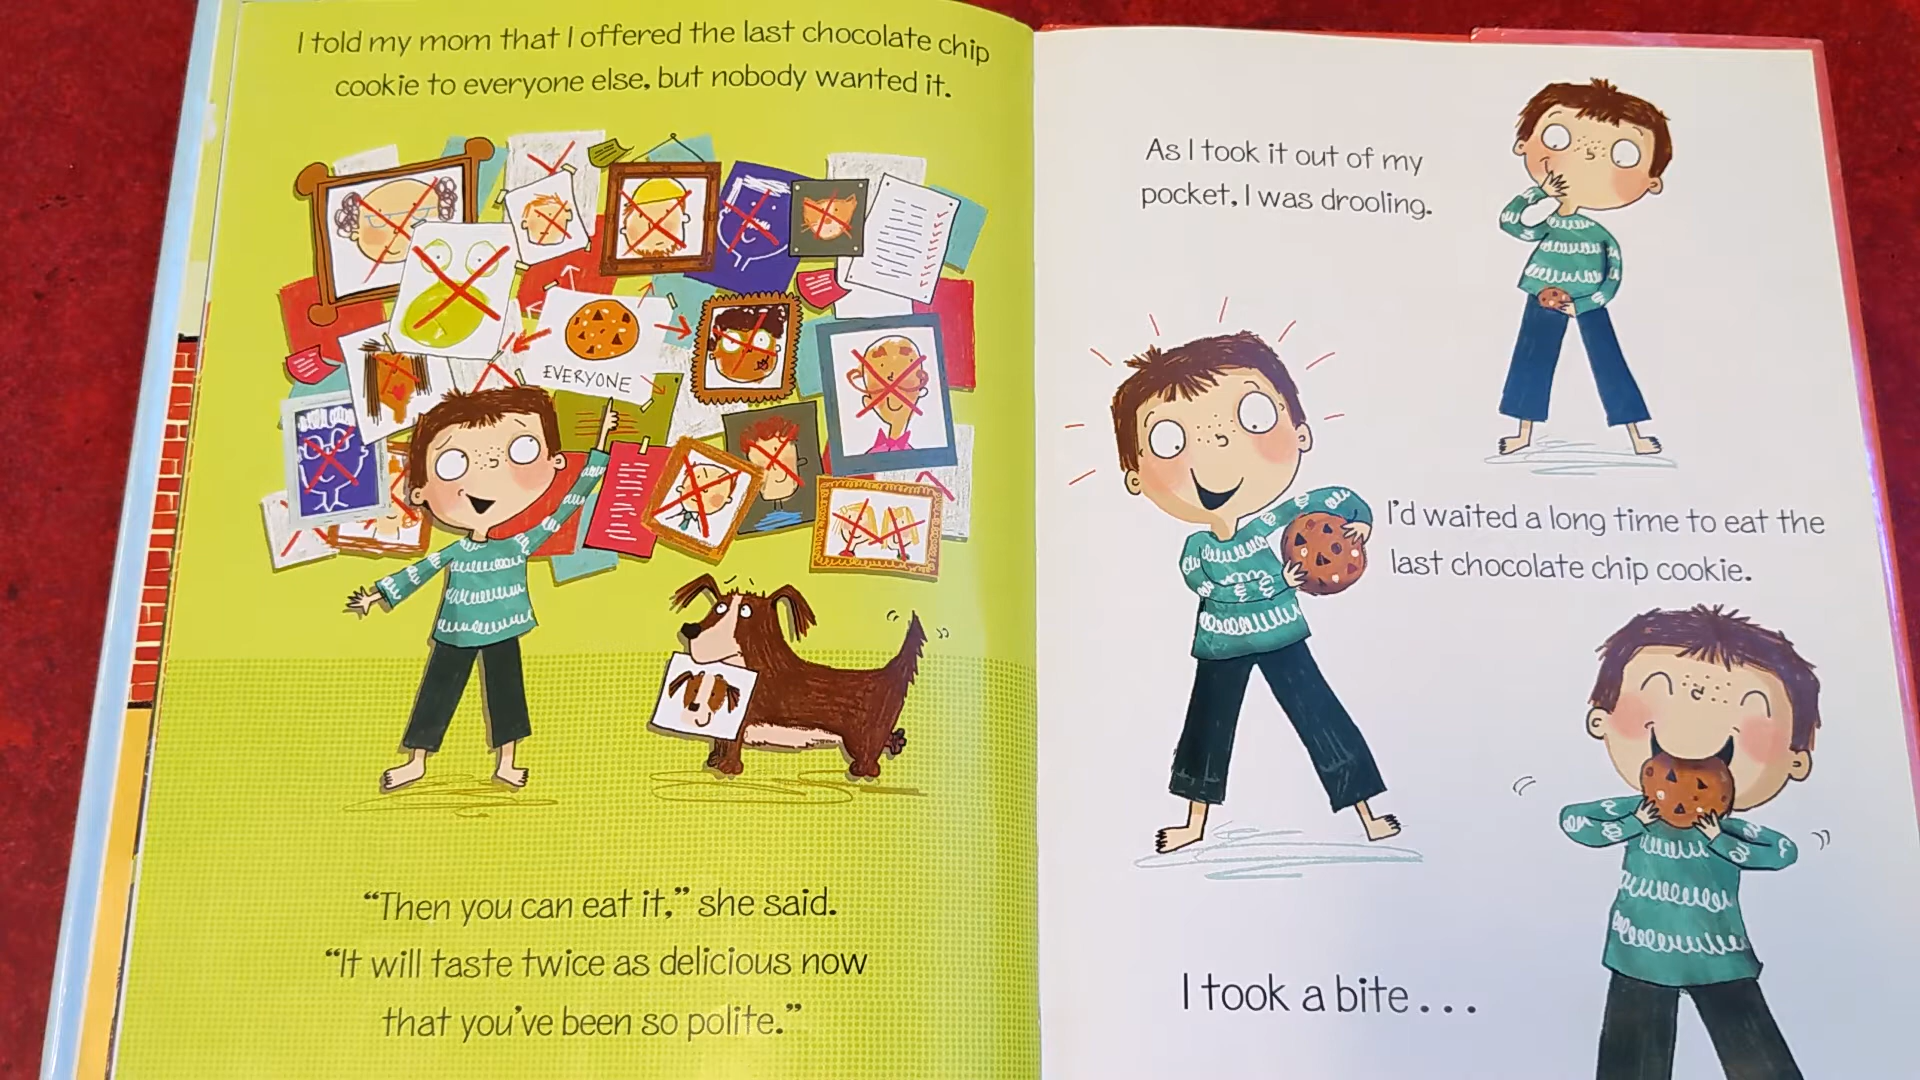 I told my mom that I offered the last chocolate chip
cookie to everyone else, but nobody wanted it.
EVERYONE
“Then you can eat it,” she said.
“It will taste twice as delicious now
that you’ve been so polite.”
As I took it out of my
pocket, I was drooling.
I’d waited a long time to eat the
last chocolate chip cookie.
I took a bite . . .